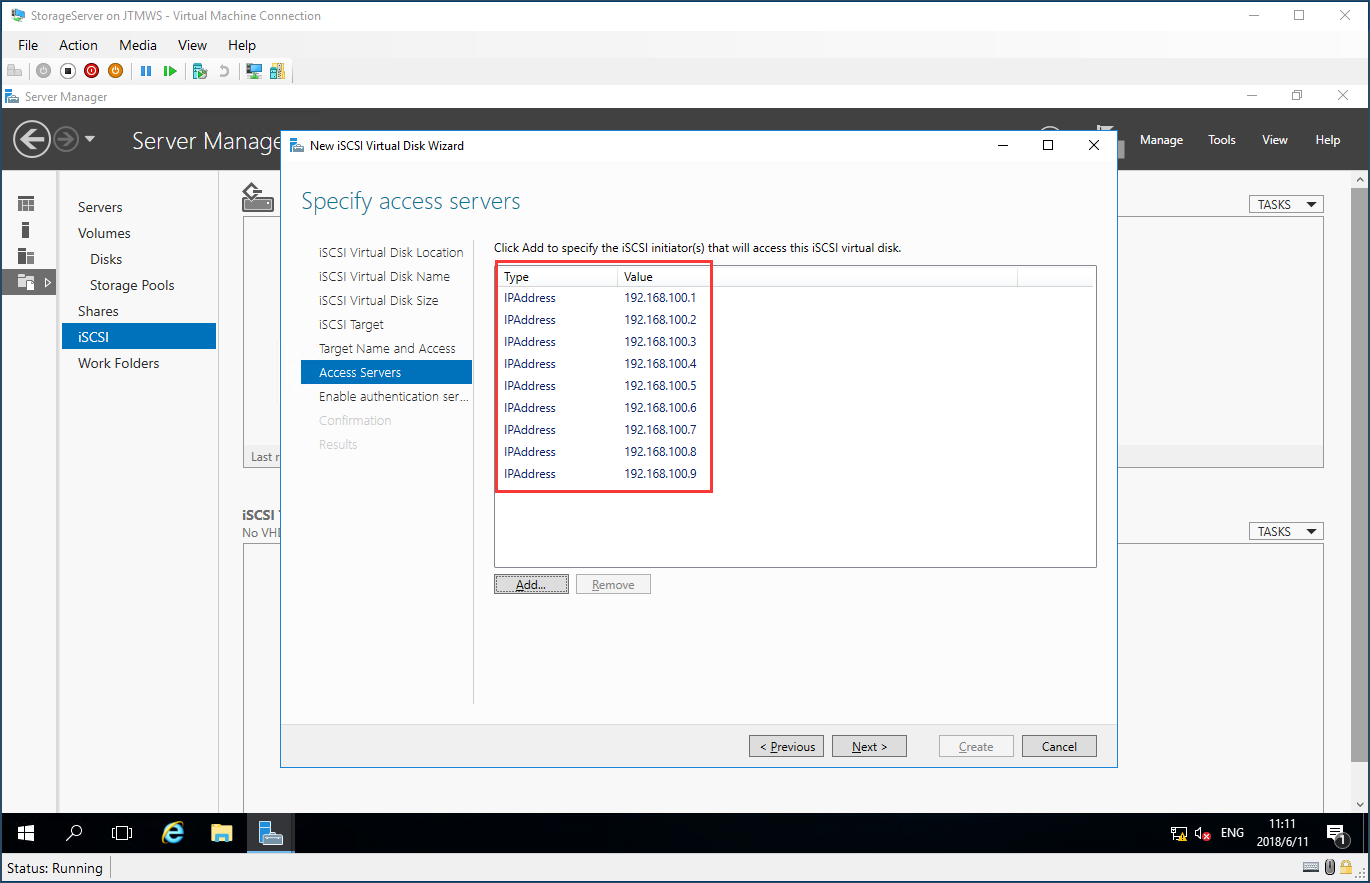 StorageServer on JTMWS - Virtual Machine Connection
File Action Media View Help
Server Manager
Server Manage
Manage Tools View Help
New iSCSI Virtual Disk Wizard
Servers
Volumes
Disks
Storage Pools
Shares
iSCSI
Work Folders
TASKS
Last r
iSCSI
No VH
TASKS
Specify access servers
iSCSI Virtual Disk Location
iSCSI Virtual Disk Name
iSCSI Virtual Disk Size
iSCSI Target
Target Name and Access
Access Servers
Enable authentication ser...
Confirmation
Results
Click Add to specify the iSCSI initiator(s) that will access this iSCSI virtual disk.
Type Value
IPAddress 192.168.100.1
IPAddress 192.168.100.2
IPAddress 192.168.100.3
IPAddress 192.168.100.4
IPAddress 192.168.100.5
IPAddress 192.168.100.6
IPAddress 192.168.100.7
IPAddress 192.168.100.8
IPAddress 192.168.100.9
Add... Remove
< Previous Next > Create Cancel
ENG
11:11
2018/6/11
1
Status: Running